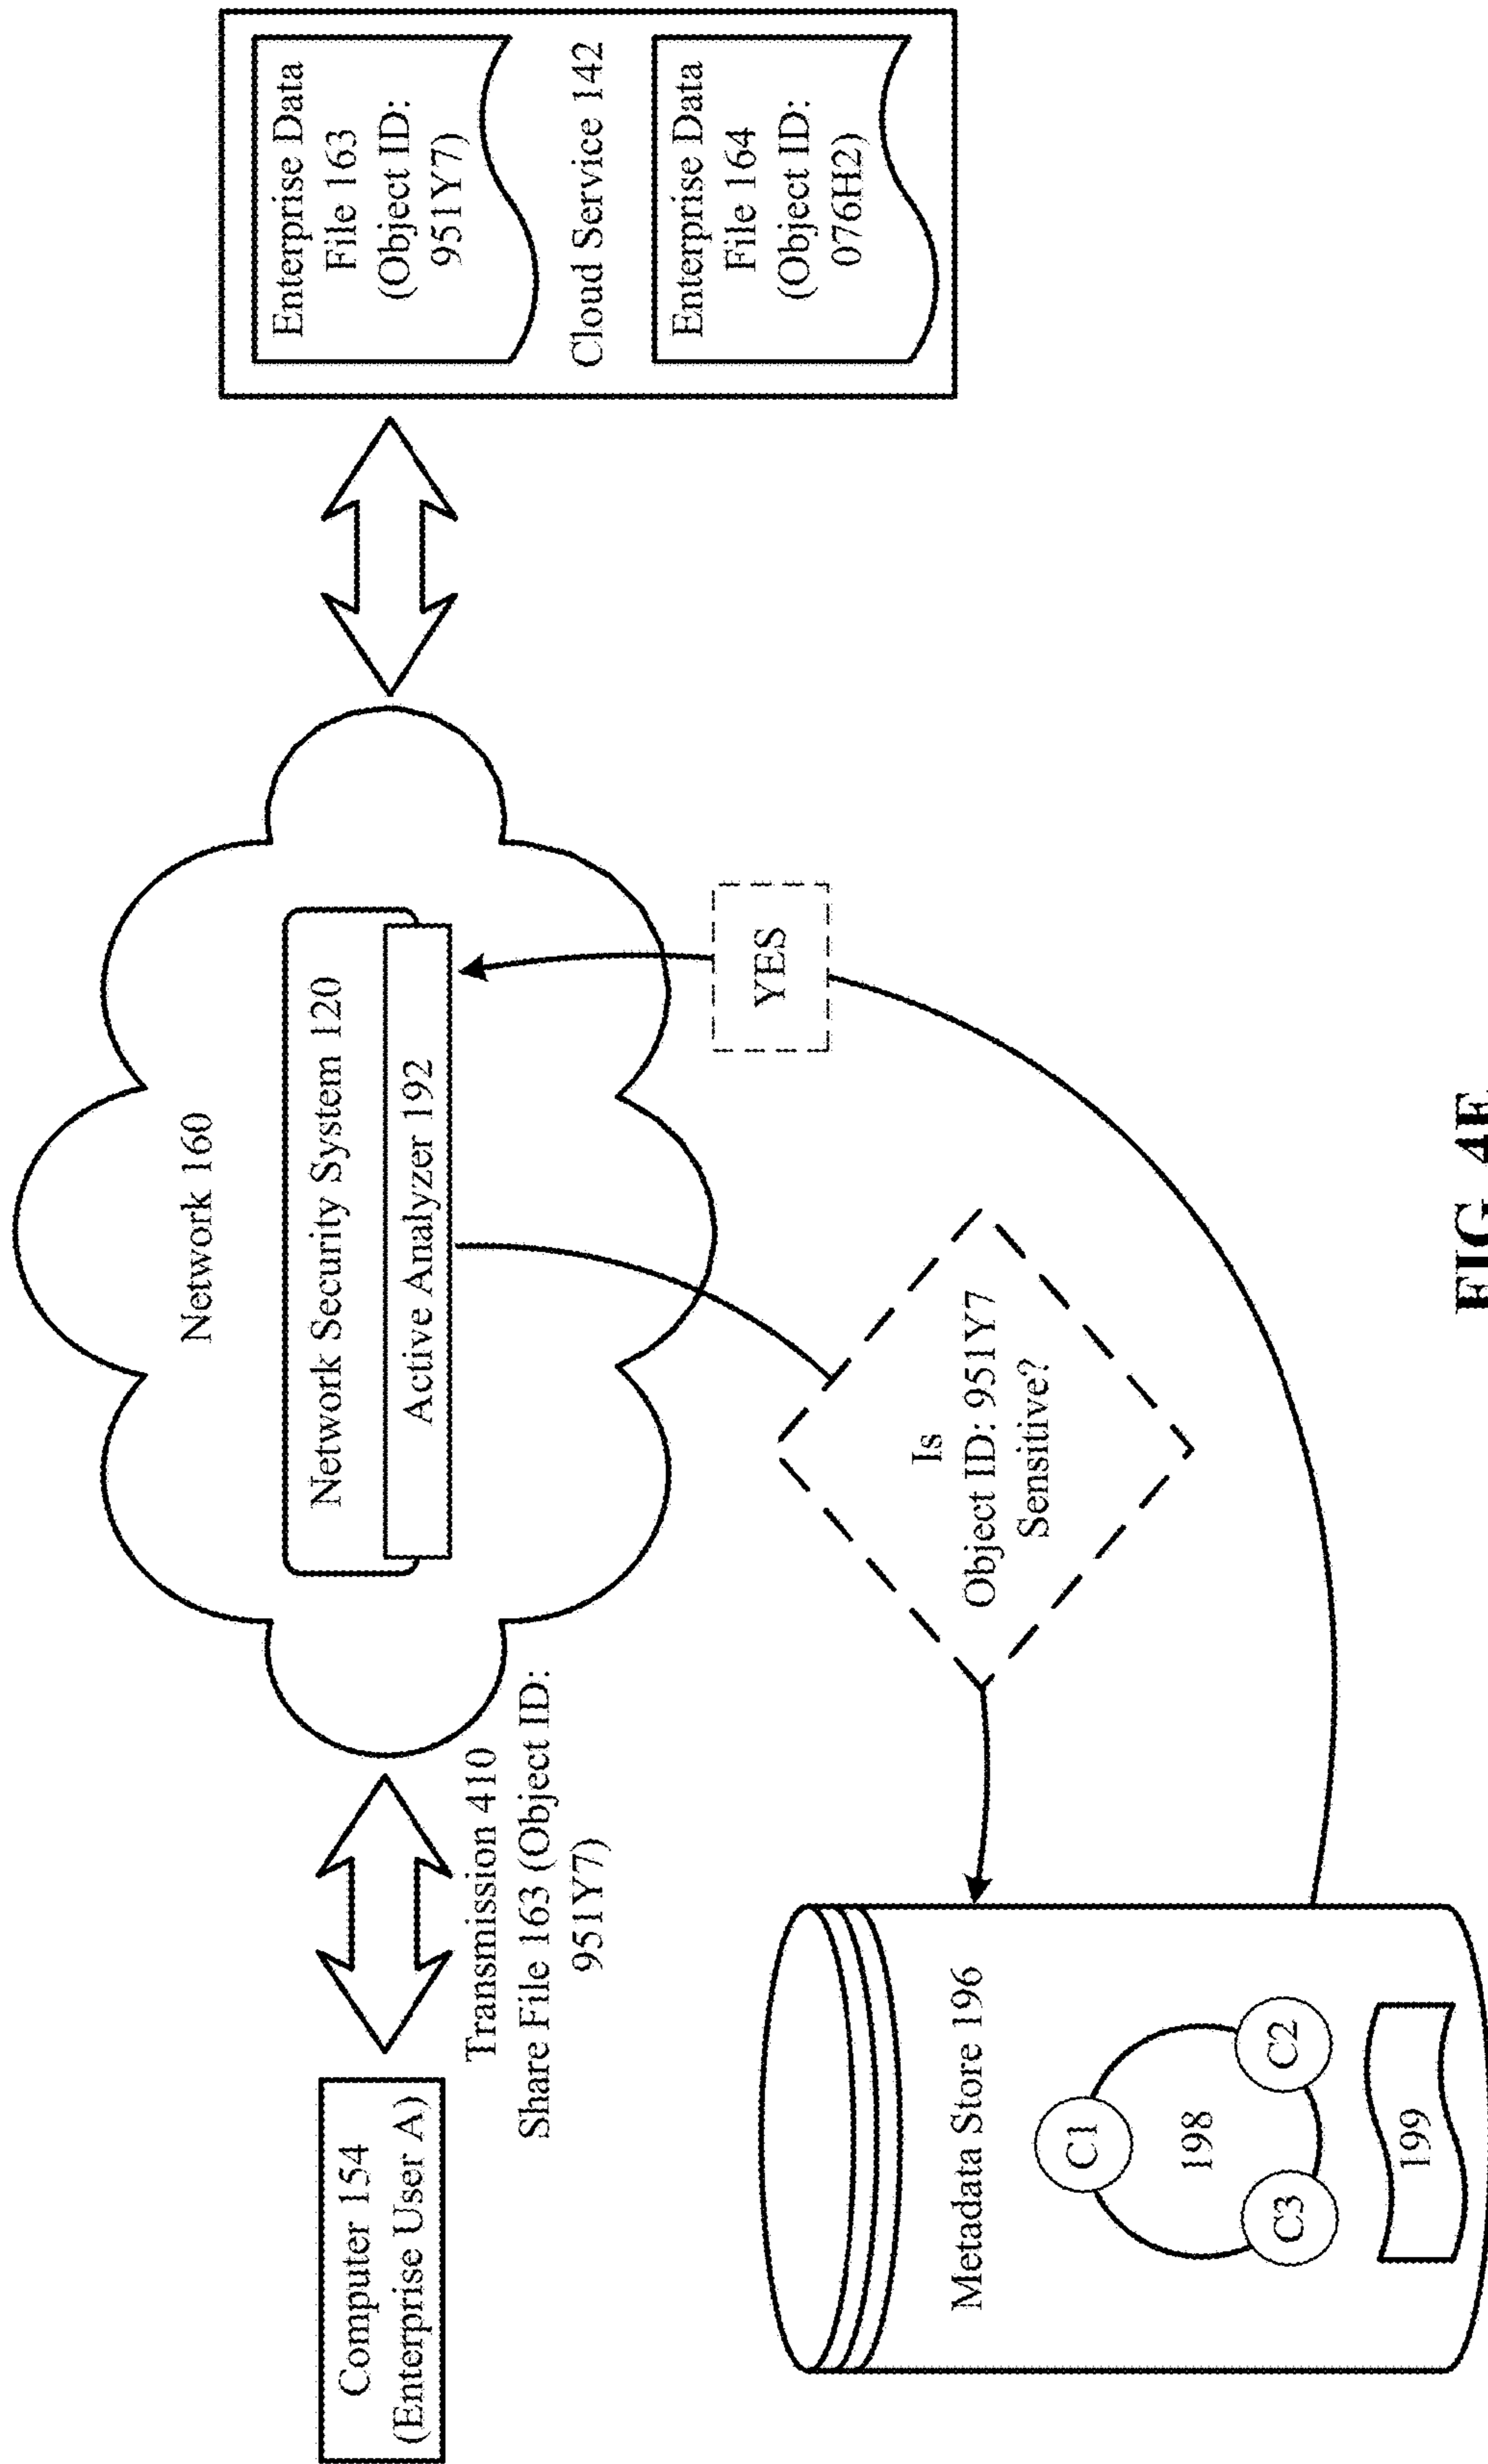 Computer 154
(Enterprise User A)
Transmission 410
Share File 163 (Object ID:
951Y7)
Network 160
Network Security System 120
Active Analyzer 192
Enterprise Data
File 163
(Object ID:
951Y7)
Cloud Service 142
Enterprise Data
File 164
(Object ID:
076H2)
YES
Is
Object ID: 951Y7
Sensitive?
Metadata Store 196
C1
198
C3
C2
199
FIG